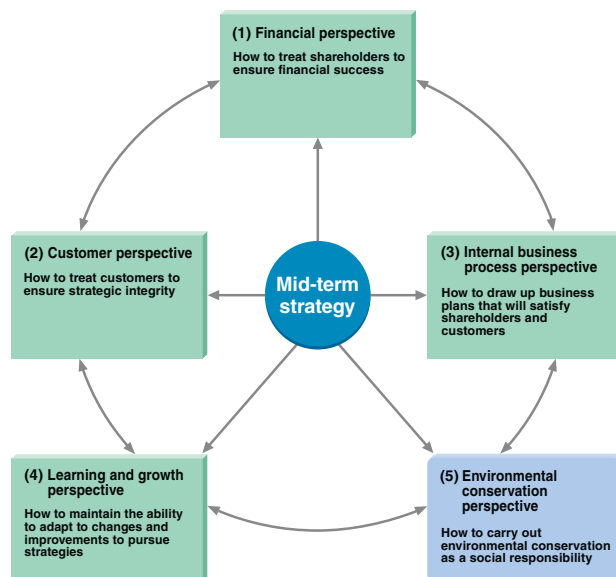 (1) Financial perspective
How to treat shareholders to
ensure financial success
(2) Customer perspective
How to treat customers to
ensure strategic integrity
Mid-term
strategy
(3) Internal business
process perspective
How to draw up business
plans that will satisfy
shareholders and
customers
(4) Learning and growth
perspective
How to maintain the ability
to adapt to changes and
improvements to pursue
strategies
(5) Environmental
conservation
perspective
How to carry out
environmental conservation
as a social responsibility